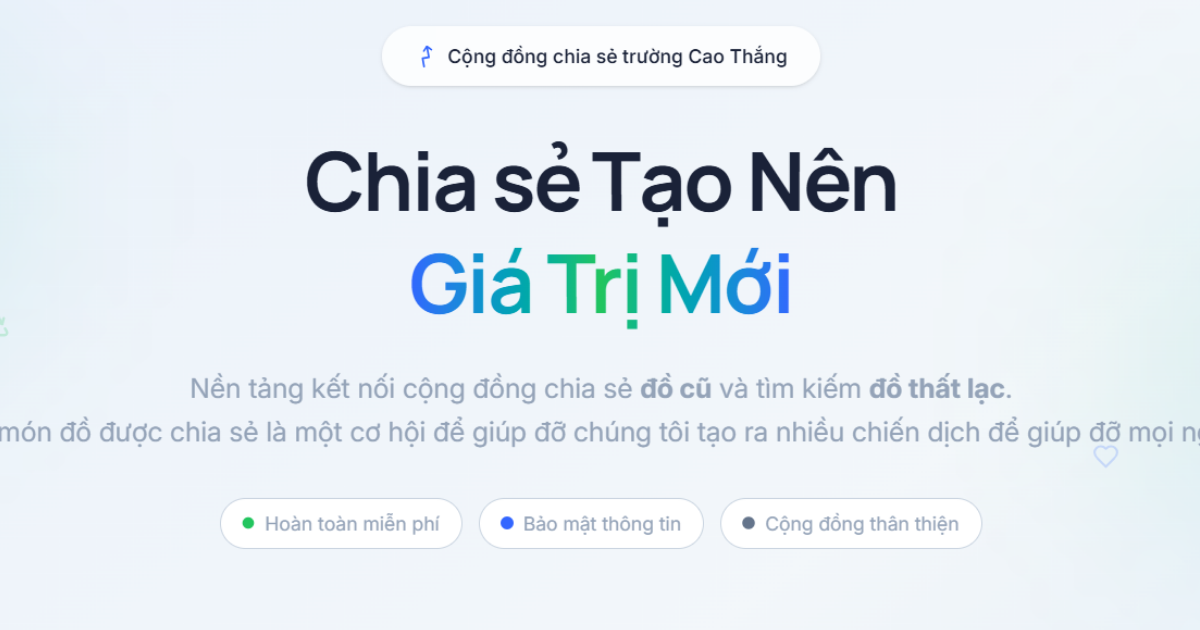 Cộng đồng chia sẻ trường Cao Thắng
Chia sẻ Tạo Nên
Giá Trị Mới
Nền tảng kết nối cộng đồng chia sẻ đồ cũ và tìm kiếm đồ thất lạc.
món đồ được chia sẻ là một cơ hội để giúp đỡ chúng tôi tạo ra nhiều chiến dịch để giúp đỡ mọi
Hoàn toàn miễn phí
Bảo mật thông tin
Cộng đồng thân thiện